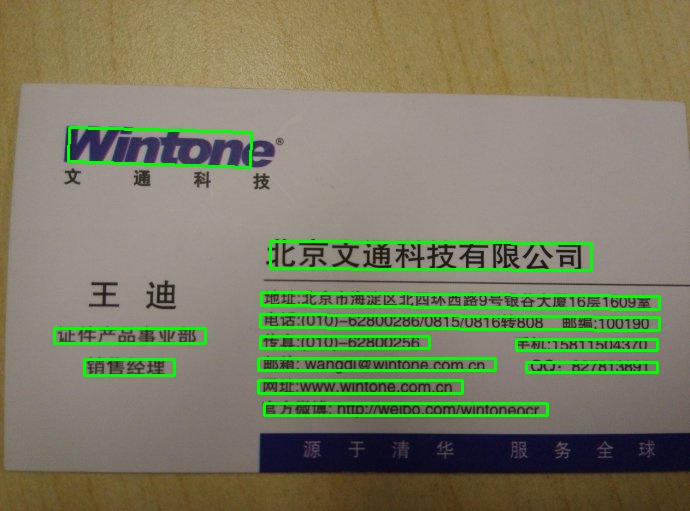 Wintone®
文通科技
北京文通科技有限公司
王迪
证件产品事业部
销售经理
地址:北京市海淀区北四环西路9号银谷大厦16层1609室
电话:(010)-62800286/0815/0816转808 邮编:100190
传真:(010)-62800256 手机:15811504370
邮箱: wangdi@wintone.com.cn QQ: 827813891
网址:www.wintone.com.cn
官方微博: http://weibo.com/wintoneocr
源于清华 服务全球